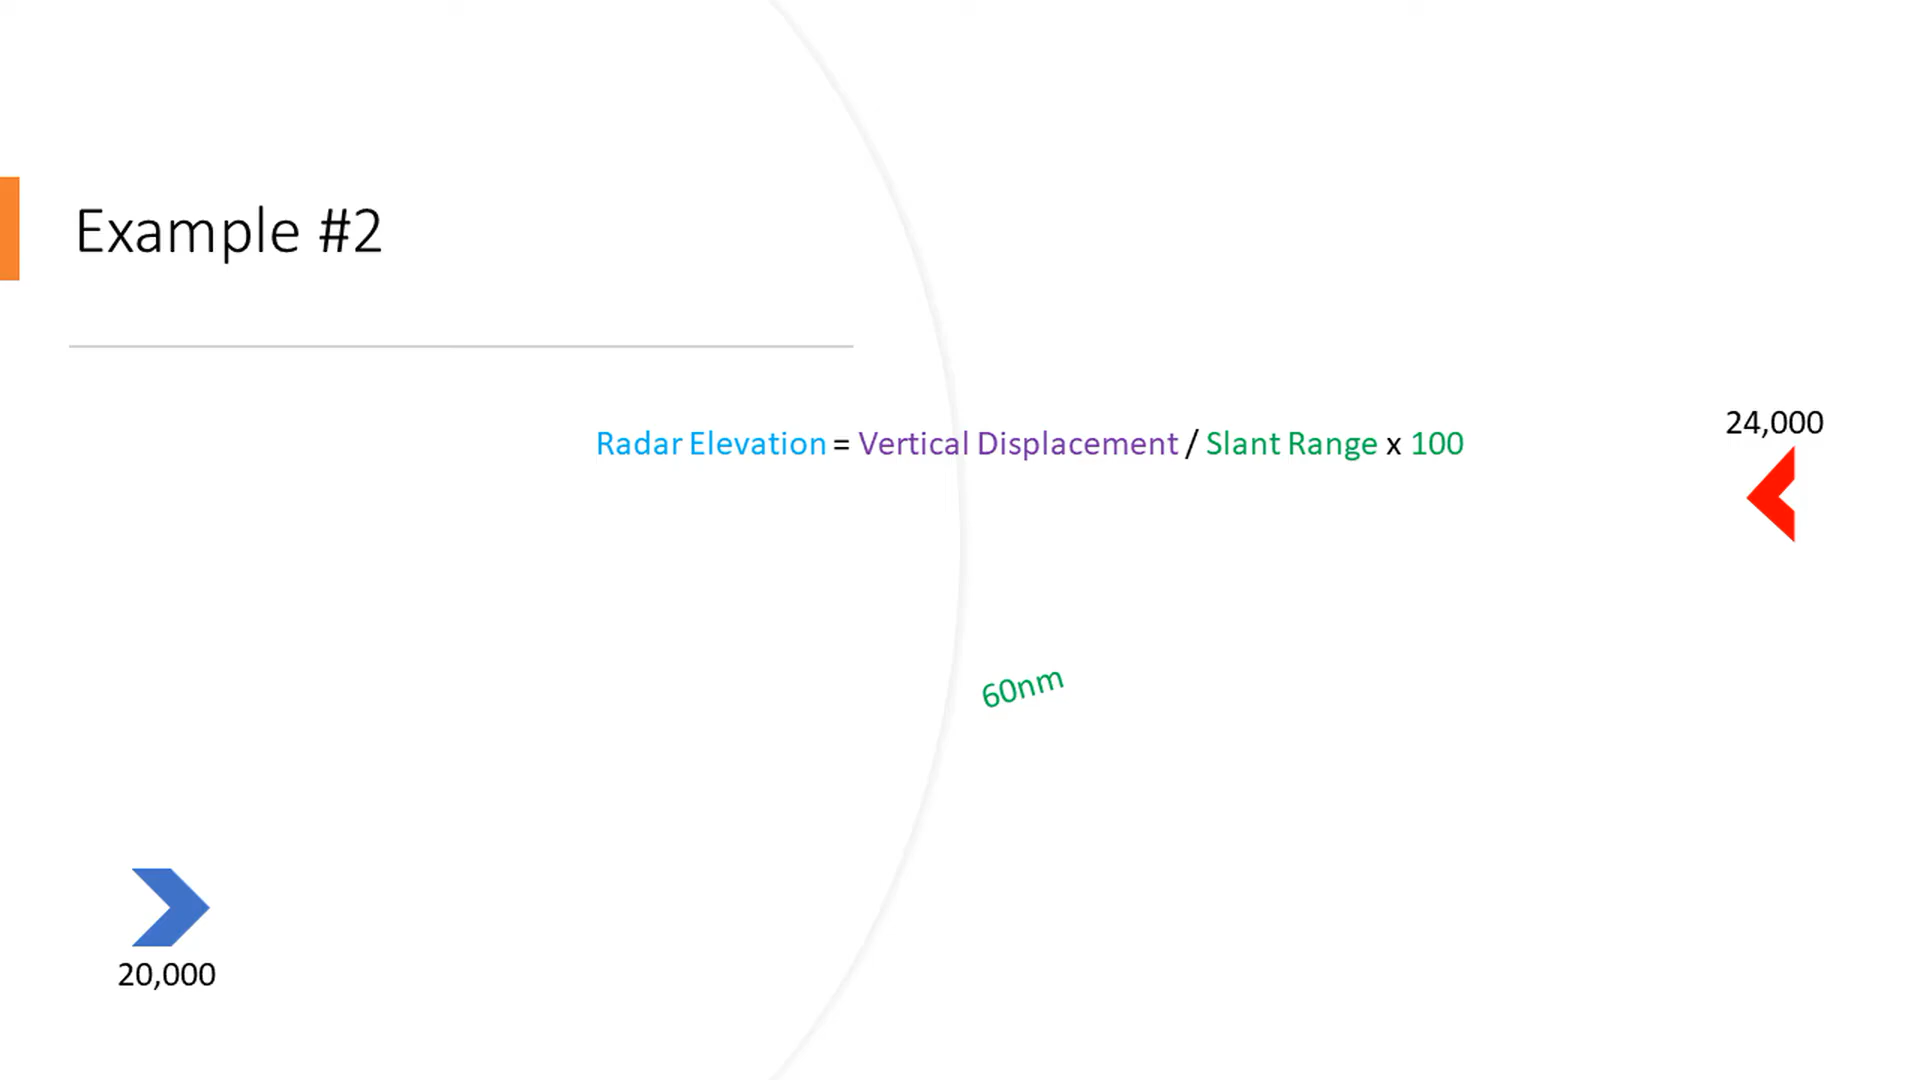 Example #2
Radar Elevation = Vertical Displacement / Slant Range x 100
24,000
60nm
20,000